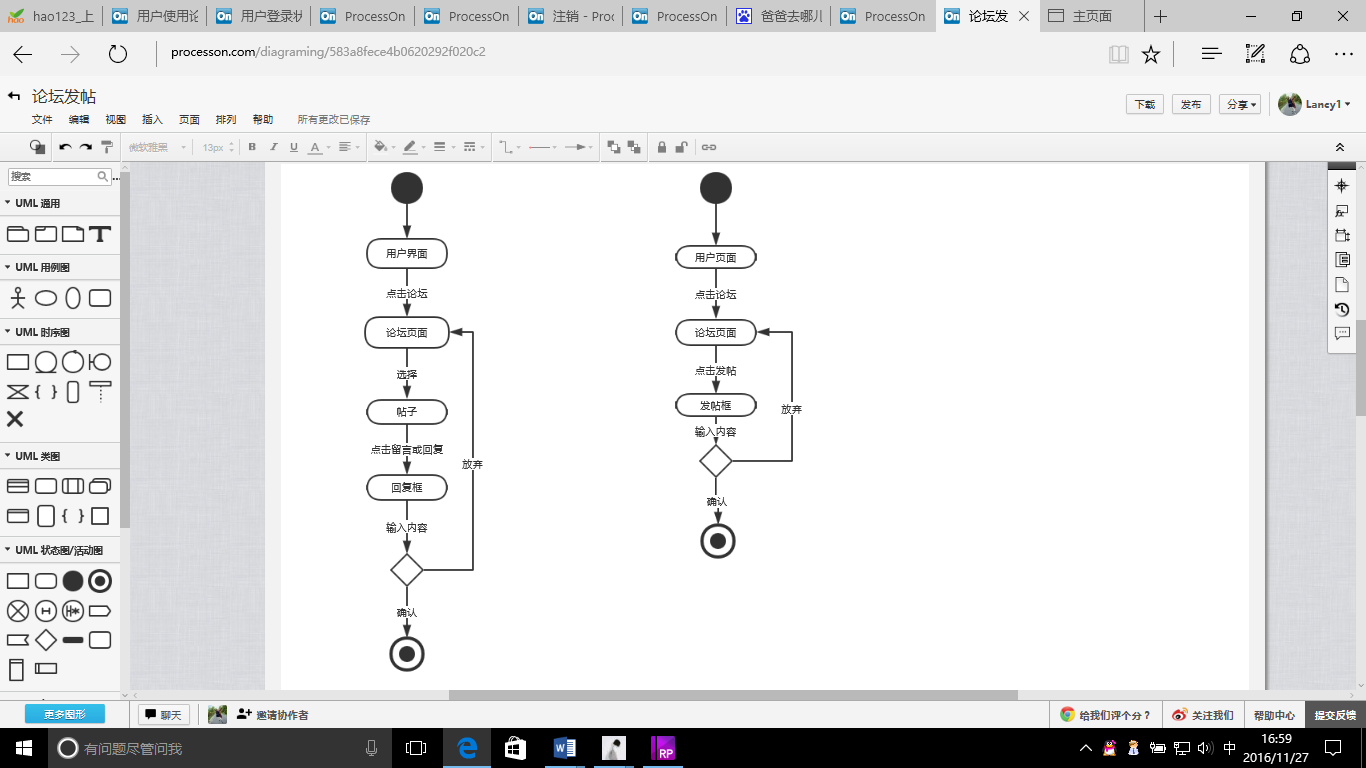 hao123_上
用户使用论
用户登录状
ProcessOn
ProcessOn
注销 - Proc
ProcessOn
爸爸去哪儿
ProcessOn
论坛发
主页面
processon.com/diagraming/583a8fece4b0620292f020c2
论坛发帖
下载
发布
分享
Lancy1
文件 编辑 视图 插入 页面 排列 帮助 所有更改已保存
微软雅黑 13px B I U A
搜索
UML 通用
UML 用例图
UML 时序图
UML 类图
UML 状态图/活动图
更多图形
用户界面
点击论坛
论坛页面
选择
帖子
点击留言或回复
回复框
输入内容
放弃
确认
用户页面
点击论坛
论坛页面
点击发帖
发帖框
输入内容
放弃
确认
聊天
邀请协作者
给我们评个分？
关注我们
帮助中心
提交反馈
有问题尽管问我
RP
中
16:59
2016/11/27